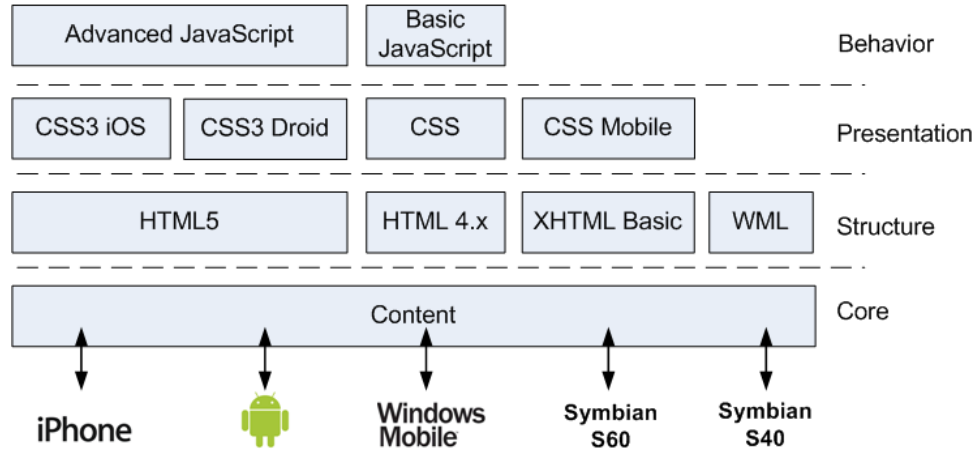 Advanced JavaScript
Basic
JavaScript
Behavior
CSS3 iOS
CSS3 Droid
CSS
CSS Mobile
Presentation
HTML5
HTML 4.x
XHTML Basic
WML
Structure
Content
Core
iPhone
Windows
Mobile
Symbian
S60
Symbian
S40